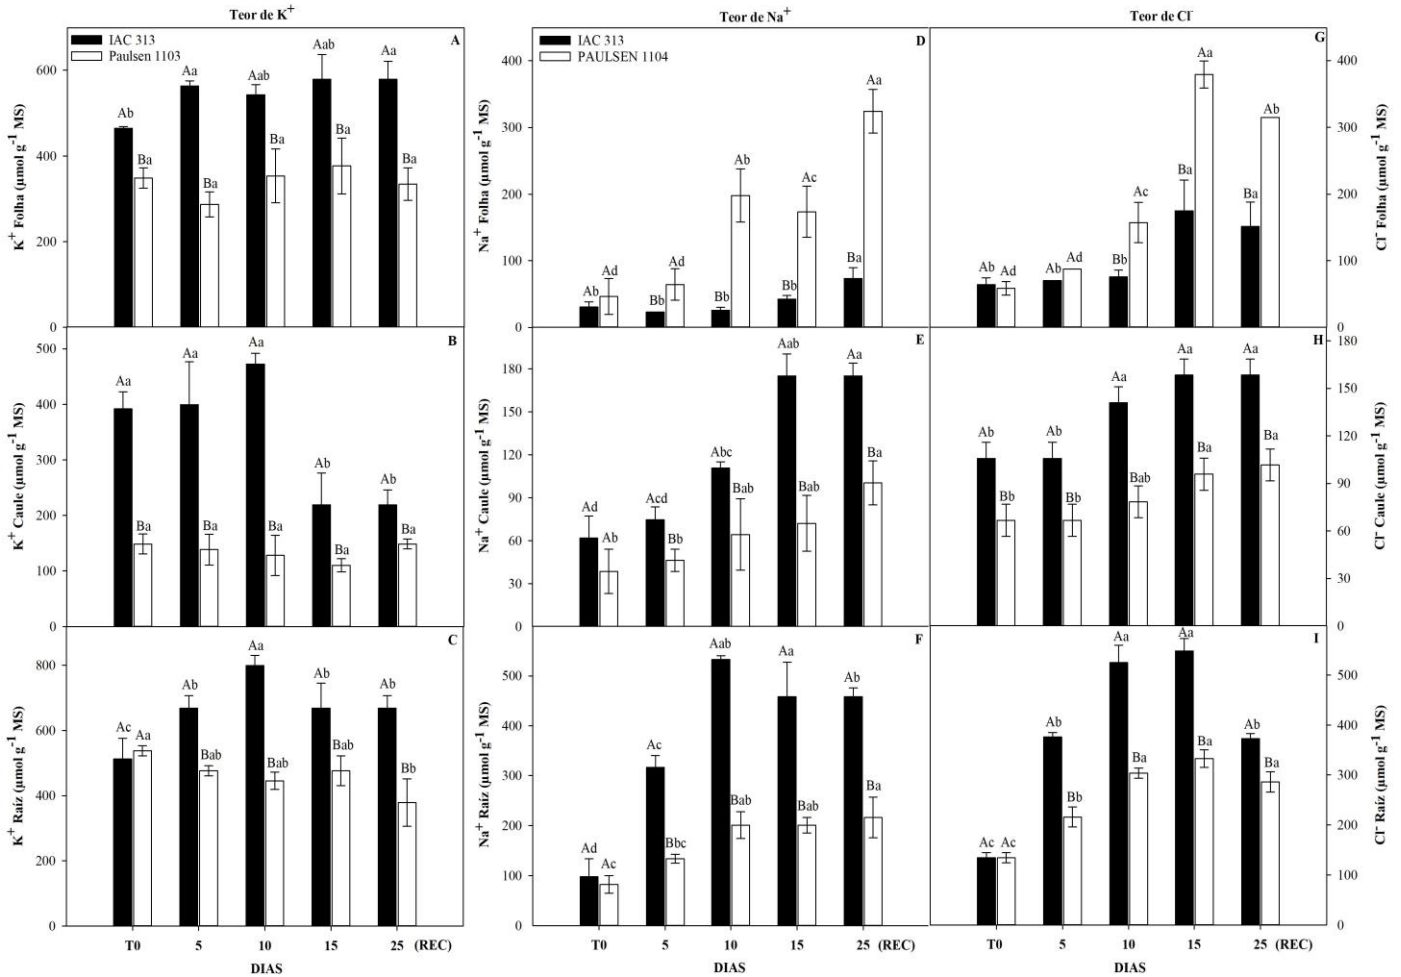 Teor de K+
IAC 313
Paulsen 1103
A
K+ Folha (µmol g-1 MS)
600
400
200
0
Ab
Ba
Aa
Ba
Aab
Ba
Aab
Ba
Aa
Ba
B
K+ Caule (µmol g-1 MS)
500
400
300
200
100
0
Aa
Ba
Aa
Ba
Aa
Ba
Ab
Ba
Ab
Ba
C
K+ Raíz (µmol g-1 MS)
800
600
400
200
0
Ac
Aa
Ab
Bab
Aa
Bab
Ab
Bab
Ab
Bb
T0 5 10 15 25 (REC)
DIAS
Teor de Na+
IAC 313
PAULSEN 1104
D
Na+ Folha (µmol g-1 MS)
400
300
200
100
0
Ab
Ad
Bb
Ad
Bb
Ab
Bb
Ac
Ba
Aa
E
Na+ Caule (µmol g-1 MS)
180
150
120
90
60
30
0
Ad
Ab
Acd
Bb
Abc
Bab
Aab
Bab
Aa
Ba
F
Na+ Raíz (µmol g-1 MS)
500
400
300
200
100
0
Ad
Ac
Ac
Bbc
Aab
Bab
Aa
Bab
Ab
Ba
T0 5 10 15 25 (REC)
DIAS
Teor de Cl-
G
Cl- Folha (µmol g-1 MS)
400
300
200
100
0
Ab
Ad
Ab
Ad
Bb
Ac
Ba
Aa
Ba
Ab
H
Cl- Caule (µmol g-1 MS)
180
150
120
90
60
30
0
Ab
Bb
Ab
Bb
Aa
Bab
Aa
Ba
Aa
Ba
I
Cl- Raíz (µmol g-1 MS)
500
400
300
200
100
0
Ac
Ac
Ab
Bb
Aa
Ba
Aa
Ba
Ab
Ba
T0 5 10 15 25 (REC)
DIAS